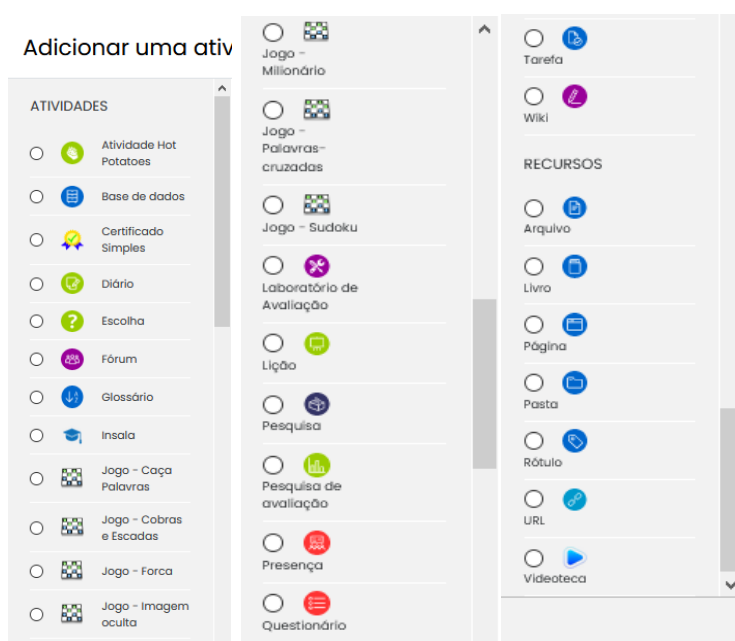 Adicionar uma ativ
ATIVIDADES
Atividade Hot
Potatoes
Base de dados
Certificado
Simples
Diário
Escolha
Fórum
Glossário
Insala
Jogo - Caça
Palavras
Jogo - Cobras
e Escadas
Jogo - Forca
Jogo - Imagem
oculta
Jogo -
Milionário
Jogo -
Palavras-
cruzadas
Jogo - Sudoku
Laboratório de
Avaliação
Lição
Pesquisa
Pesquisa de
avaliação
Presença
Questionário
Tarefa
Wiki
RECURSOS
Arquivo
Livro
Página
Pasta
Rótulo
URL
Videoteca